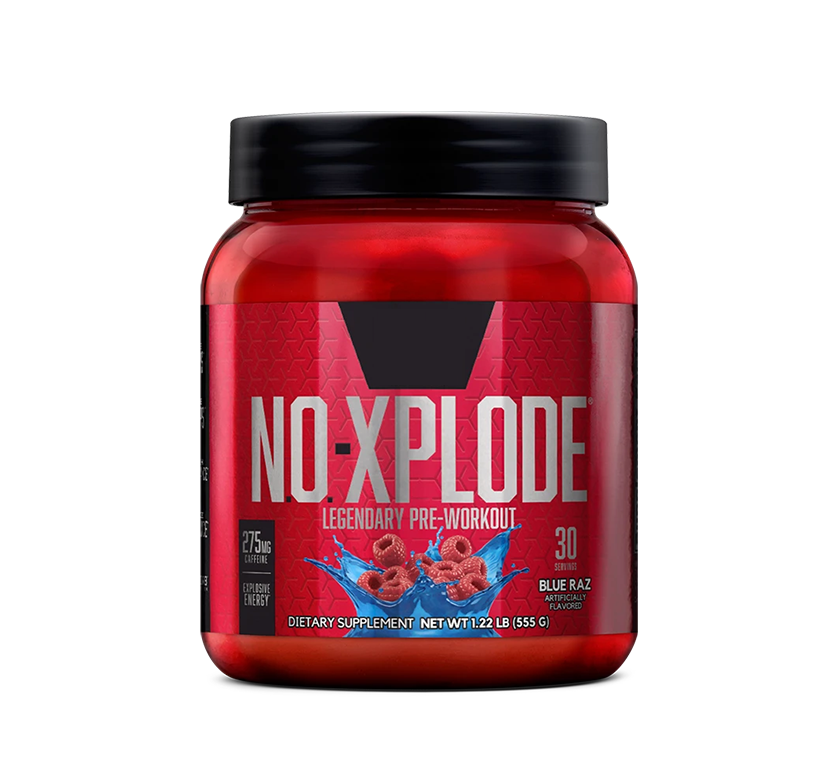 N.O.-XPLODE®
LEGENDARY PRE-WORKOUT
275MG
CAFFEINE
EXPLOSIVE
ENERGY
30
SERVINGS
BLUE RAZ
ARTIFICIALLY
FLAVORED
DIETARY SUPPLEMENT NET WT 1.22 LB (555 G)